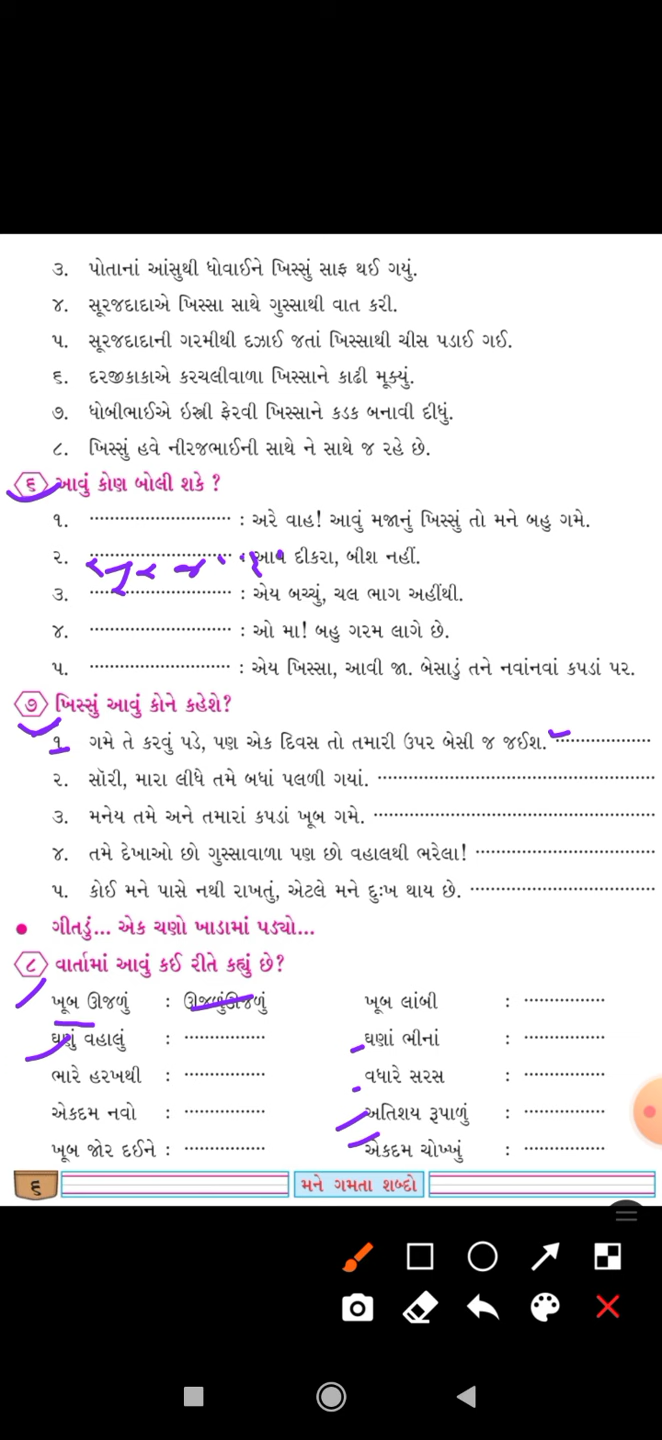 ૩. પોતાનાં આંસુથી ધોવાઈને ખિસ્સું સાફ થઈ ગયું.
૪. સૂરજદાદાએ ખિસ્સા સાથે ગુસ્સાથી વાત કરી.
૫. સૂરજદાદાની ગરમીથી દઝાઈ જતાં ખિસ્સાથી ચીસ પડાઈ ગઈ.
૬. દરજીકાકાએ કરચલીવાળા ખિસ્સાને કાઢી મૂક્યું.
૭. ધોબીભાઈએ ઇસ્ત્રી ફેરવી ખિસ્સાને કડક બનાવી દીધું.
૮. ખિસ્સું હવે નીરજભાઈની સાથે ને સાથે જ રહે છે.
૬ આવું કોણ બોલી શકે ?
૧. ............................ : અરે વાહ! આવું મજાનું ખિસ્સું તો મને બહુ ગમે.
૨. ............................ : આવ દીકરા, બીશ નહીં.
૩. ............................ : એય બચ્ચું, ચલ ભાગ અહીંથી.
૪. ............................ : ઓ મા! બહુ ગરમ લાગે છે.
૫. ............................ : એય ખિસ્સા, આવી જા. બેસાડું તને નવાંનવાં કપડાં પર.
૭ ખિસ્સું આવું કોને કહેશે?
૧. ગમે તે કરવું પડે, પણ એક દિવસ તો તમારી ઉપર બેસી જ જઈશ. ...................
૨. સૉરી, મારા લીધે તમે બધાં પલળી ગયાં. .......................................................
૩. મનેય તમે અને તમારાં કપડાં ખૂબ ગમે. ........................................................
૪. તમે દેખાઓ છો ગુસ્સાવાળા પણ છો વહાલથી ભરેલા! ....................................
૫. કોઈ મને પાસે નથી રાખતું, એટલે મને દુઃખ થાય છે. .....................................
● ગીતડું... એક ચણો ખાડામાં પડ્યો...
૮ વાર્તામાં આવું કઈ રીતે કહ્યું છે?
ખૂબ ઊજળું : ઊજળુંઊજળું ખૂબ લાંબી : ................
ઘણું વહાલું : ................ ઘણાં ભીનાં : ................
ભારે હરખથી : ................ વધારે સરસ : ................
એકદમ નવો : ................ અતિશય રૂપાળું : ................
ખૂબ જોર દઈને : ................ એકદમ ચોખ્ખું : ................
૬ મને ગમતા શબ્દો